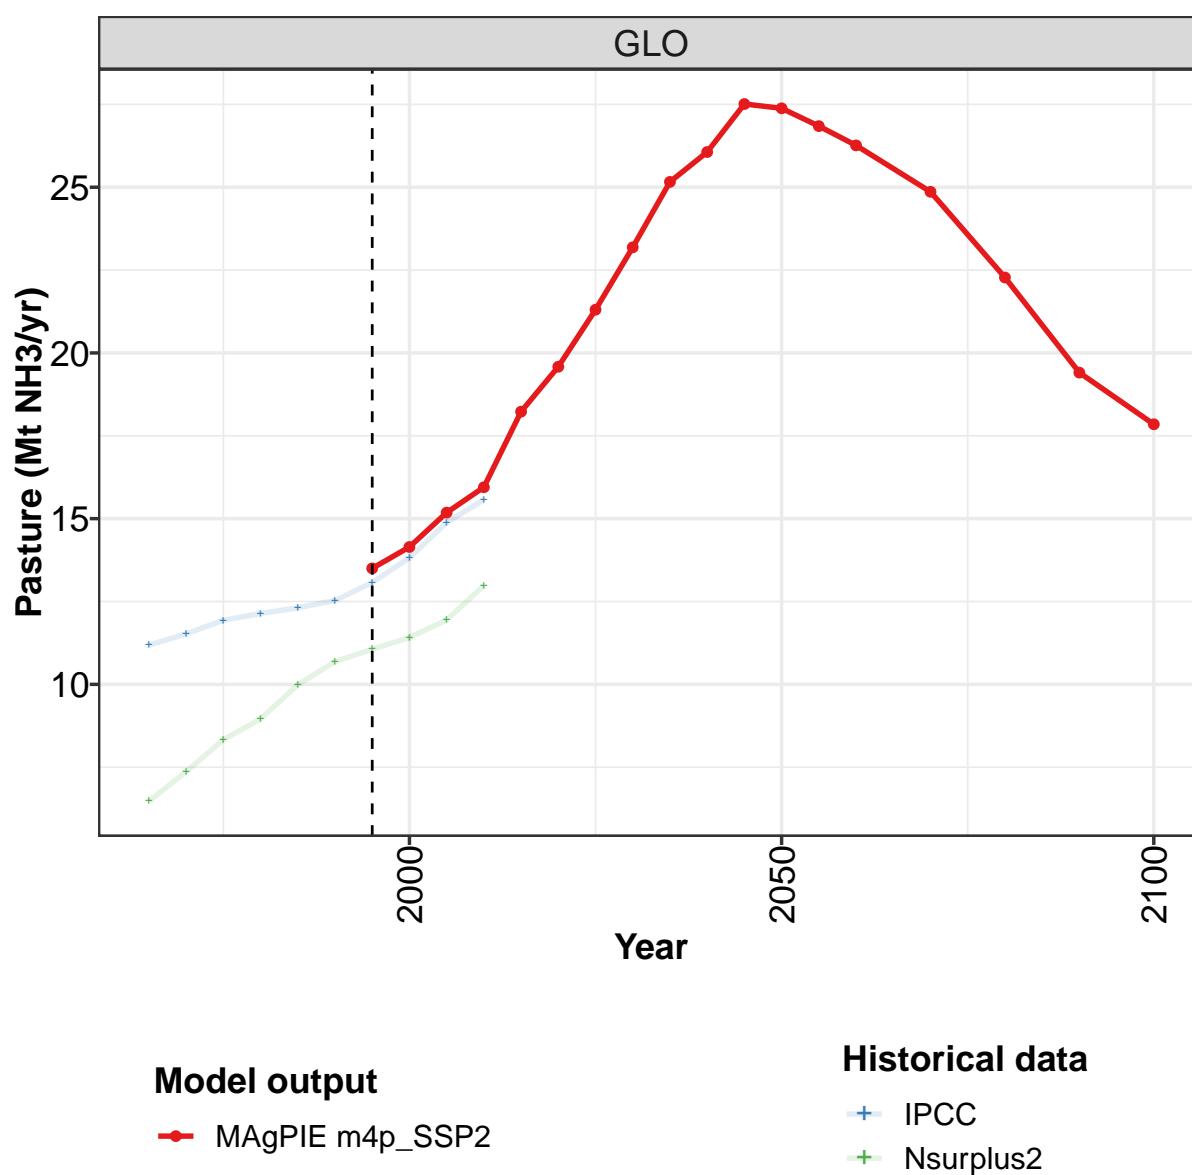 GLO
Pasture (Mt NH3/yr)
25
20
15
10
2000
2050
2100
Year
Model output
MAgPIE m4p_SSP2
Historical data
IPCC
Nsurplus2